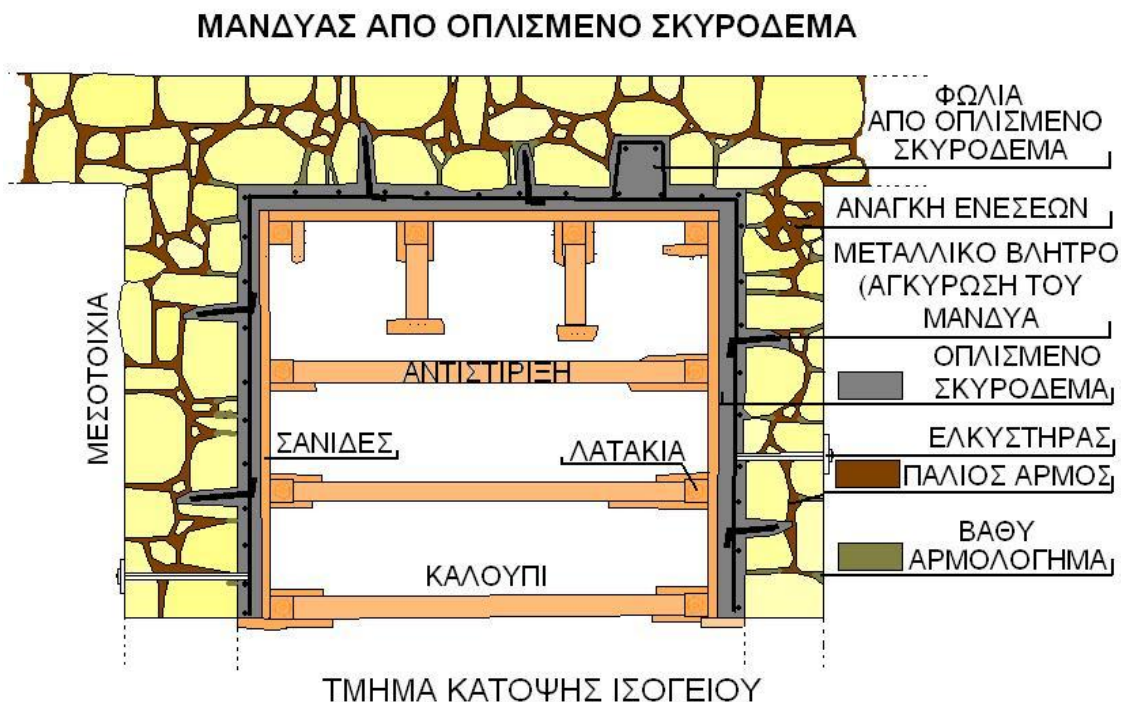 ΜΑΝΔΥΑΣ ΑΠΟ ΟΠΛΙΣΜΕΝΟ ΣΚΥΡΟΔΕΜΑ
ΦΩΛΙΑ
ΑΠΟ ΟΠΛΙΣΜΕΝΟ
ΣΚΥΡΟΔΕΜΑ
ΑΝΑΓΚΗ ΕΝΕΣΕΩΝ
ΜΕΤΑΛΛΙΚΟ ΒΛΗΤΡΟ
(ΑΓΚΥΡΩΣΗ ΤΟΥ
ΜΑΝΔΥΑ
ΟΠΛΙΣΜΕΝΟ
ΣΚΥΡΟΔΕΜΑ
ΕΛΚΥΣΤΗΡΑΣ
ΠΑΛΙΟΣ ΑΡΜΟΣ
ΒΑΘΥ
ΑΡΜΟΛΟΓΗΜΑ
ΜΕΣΟΤΟΙΧΙΑ
ΑΝΤΙΣΤΙΡΙΞΗ
ΣΑΝΙΔΕΣ
ΛΑΤΑΚΙΑ
ΚΑΛΟΥΠΙ
ΤΜΗΜΑ ΚΑΤΟΨΗΣ ΙΣΟΓΕΙΟΥ